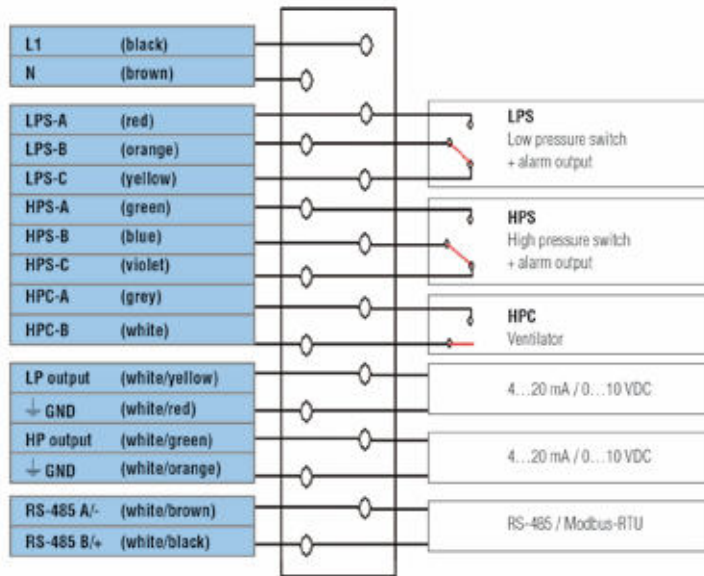 L1 (black)
N (brown)
LPS-A (red)
LPS-B (orange)
LPS-C (yellow)
HPS-A (green)
HPS-B (blue)
HPS-C (violet)
HPC-A (grey)
HPC-B (white)
LP output (white/yellow)
⏚ GND (white/red)
HP output (white/green)
⏚ GND (white/orange)
RS-485 A/- (white/brown)
RS-485 B/+ (white/black)
LPS
Low pressure switch
+ alarm output
HPS
High pressure switch
+ alarm output
HPC
Ventilator
4…20 mA / 0…10 VDC
4…20 mA / 0…10 VDC
RS-485 / Modbus-RTU